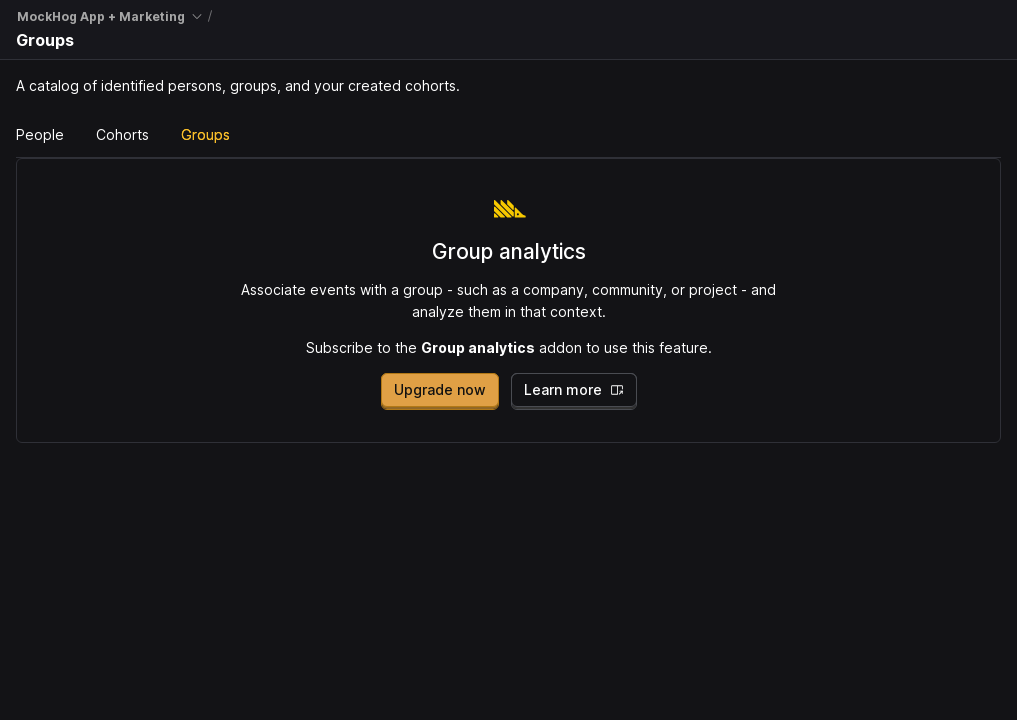 MockHog App + Marketing /
Groups
A catalog of identified persons, groups, and your created cohorts.
People Cohorts Groups
Group analytics
Associate events with a group - such as a company, community, or project - and
analyze them in that context.
Subscribe to the Group analytics addon to use this feature.
Upgrade now Learn more